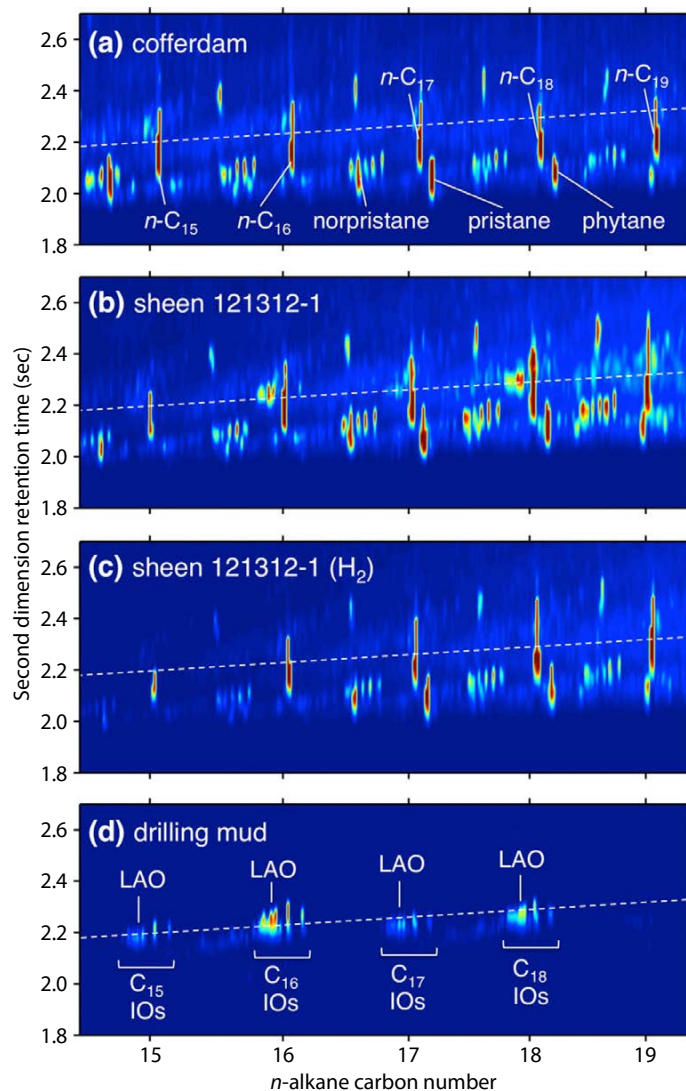 Second dimension retention time (sec)
2.6
2.4
2.2
2.0
1.8
(a) cofferdam
n-C₁₅
n-C₁₆
norpristane
n-C₁₇
pristane
n-C₁₈
phytane
n-C₁₉
2.6
2.4
2.2
2.0
1.8
(b) sheen 121312-1
2.6
2.4
2.2
2.0
1.8
(c) sheen 121312-1 (H₂)
2.6
2.4
2.2
2.0
1.8
(d) drilling mud
LAO
LAO
LAO
LAO
C₁₅
IOs
C₁₆
IOs
C₁₇
IOs
C₁₈
IOs
15
16
17
18
19
n-alkane carbon number